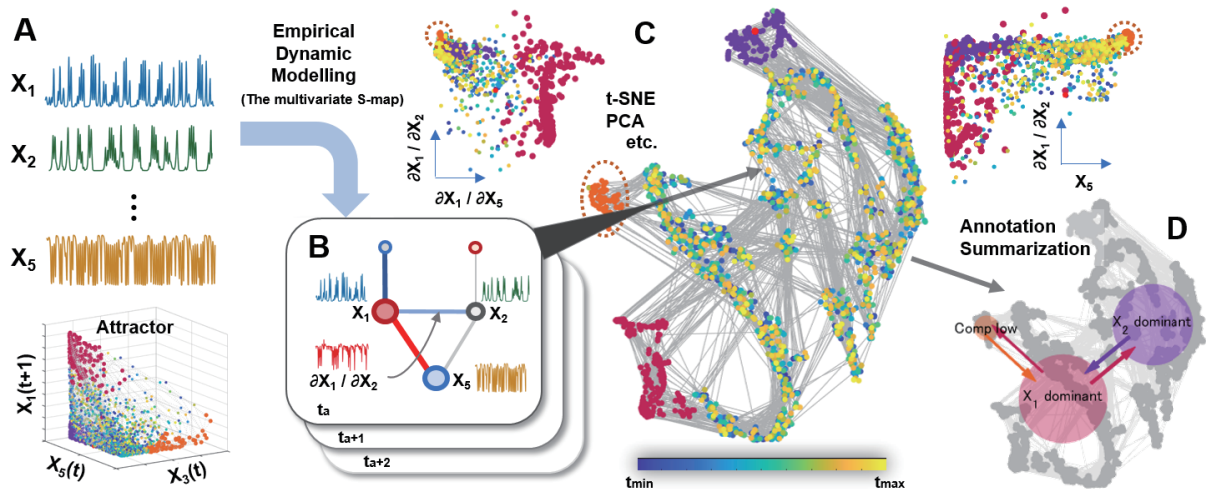 A
X1
X2
X5
Attractor
X1(t+1)
X5(t)
X3(t)
Empirical
Dynamic
Modelling
(The multivariate S-map)
∂X1 / ∂X2
∂X1 / ∂X5
B
X1
X2
X5
∂X1 / ∂X2
ta
ta+1
ta+2
C
t-SNE
PCA
etc.
tmin
tmax
∂X1 / ∂X2
X5
Annotation
Summarization
D
Comp low
X2 dominant
X1 dominant